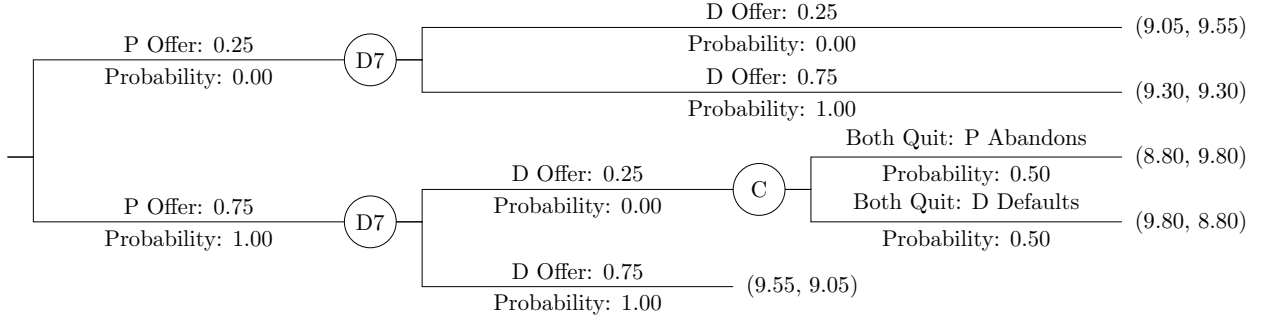 D Offer: 0.25
(9.05, 9.55)
Probability: 0.00
P Offer: 0.25
D7
Probability: 0.00
D Offer: 0.75
(9.30, 9.30)
Probability: 1.00
Both Quit: P Abandons
(8.80, 9.80)
Probability: 0.50
D Offer: 0.25
C
Probability: 0.00
Both Quit: D Defaults
(9.80, 8.80)
Probability: 0.50
P Offer: 0.75
D7
Probability: 1.00
D Offer: 0.75
(9.55, 9.05)
Probability: 1.00